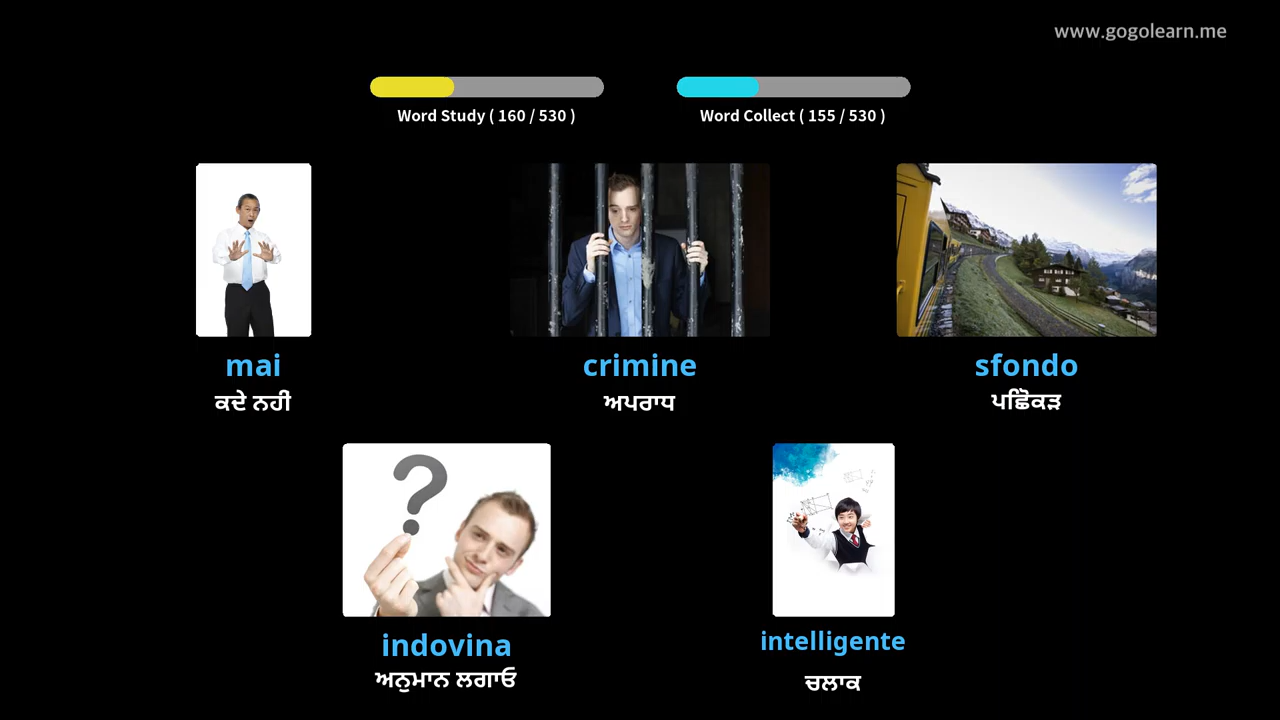 www.gogolearn.me
Word Study ( 160 / 530 )
Word Collect ( 155 / 530 )
mai
crimine
sfondo
ਕਦੇ ਨਹੀਂ
ਅਪਰਾਧ
ਪਛਿੋਕੜ
indovina
intelligente
ਅਨੁਮਾਨ ਲਗਾਓ
ਚਲਾਕ